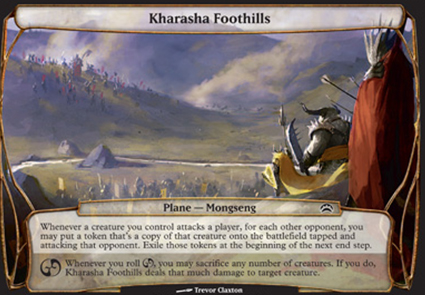 Kharasha Foothills
Plane — Mongseng
Whenever a creature you control attacks a player, for each other opponent, you
may put a token that's a copy of that creature onto the battlefield tapped and
attacking that opponent. Exile those tokens at the beginning of the next end step.
Whenever you roll , you may sacrifice any number of creatures. If you do,
Kharasha Foothills deals that much damage to target creature.
Trevor Claxton